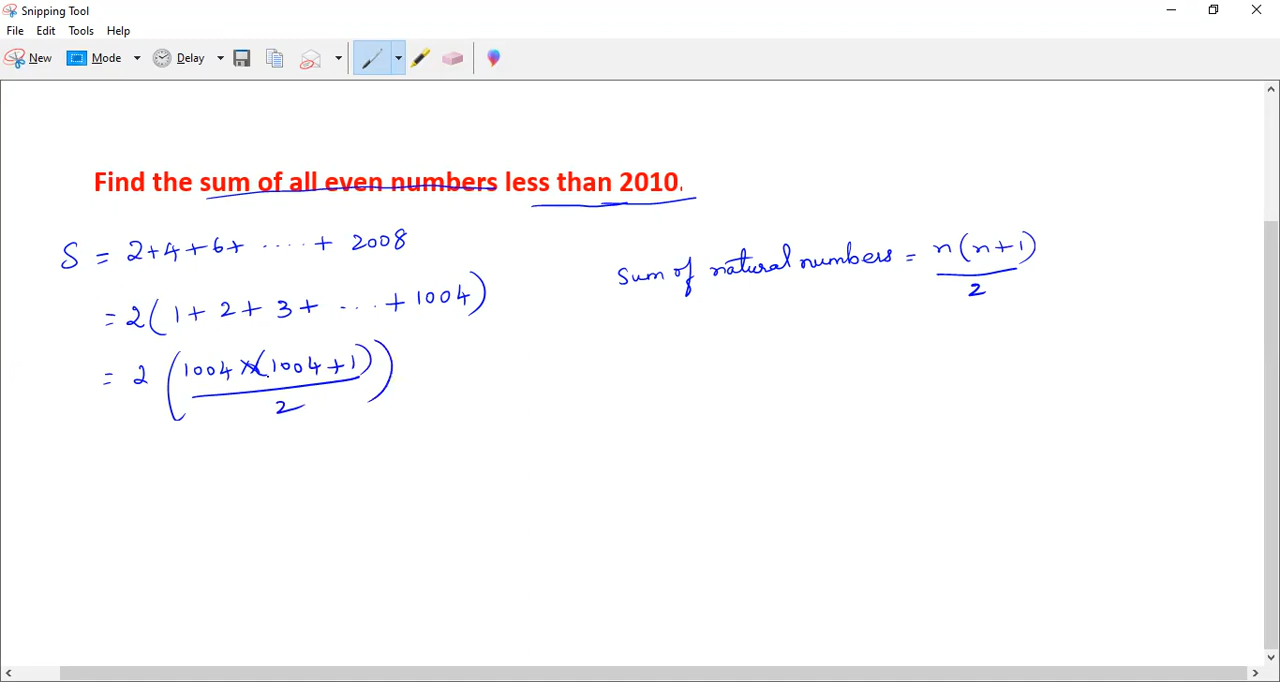 Snipping Tool
File Edit Tools Help
New Mode Delay
Find the sum of all even numbers less than 2010.
S = 2+4+6+ ..... + 2008
= 2(1+ 2+ 3+ ... + 1004)
= 2 (1004 × (1004+1) / 2)
Sum of natural numbers = n(n+1) / 2